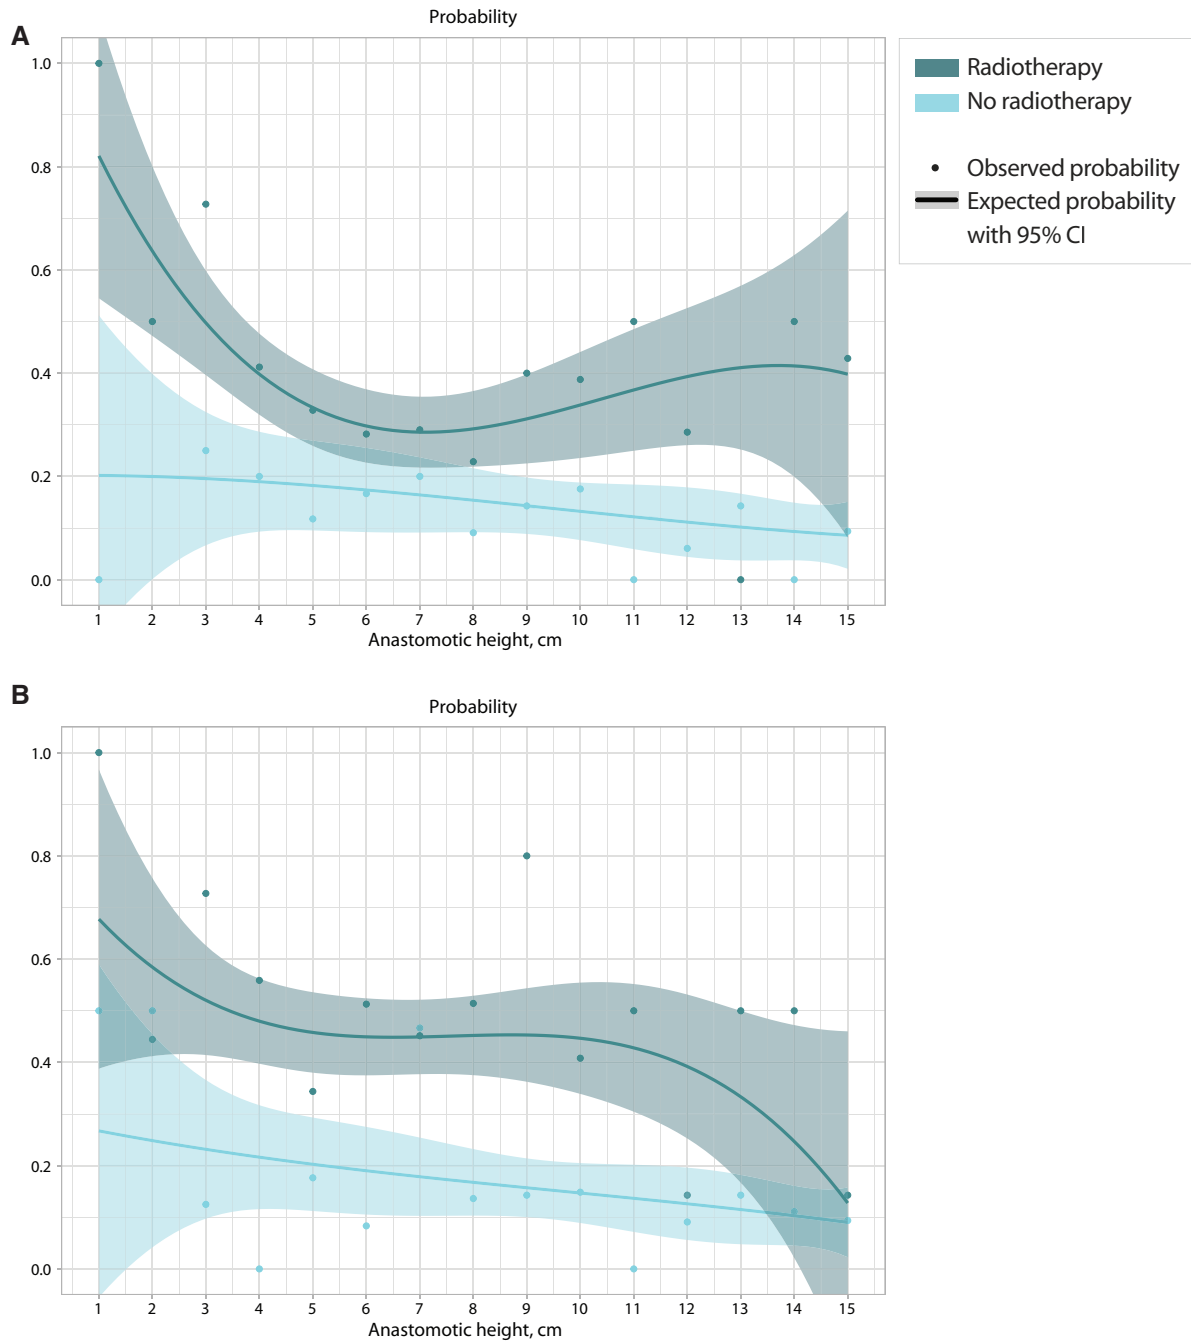 A
Probability
1.0
0.8
0.6
0.4
0.2
0.0
1 2 3 4 5 6 7 8 9 10 11 12 13 14 15
Anastomotic height, cm
Radiotherapy
No radiotherapy
Observed probability
Expected probability
with 95% CI
B
Probability
1.0
0.8
0.6
0.4
0.2
0.0
1 2 3 4 5 6 7 8 9 10 11 12 13 14 15
Anastomotic height, cm